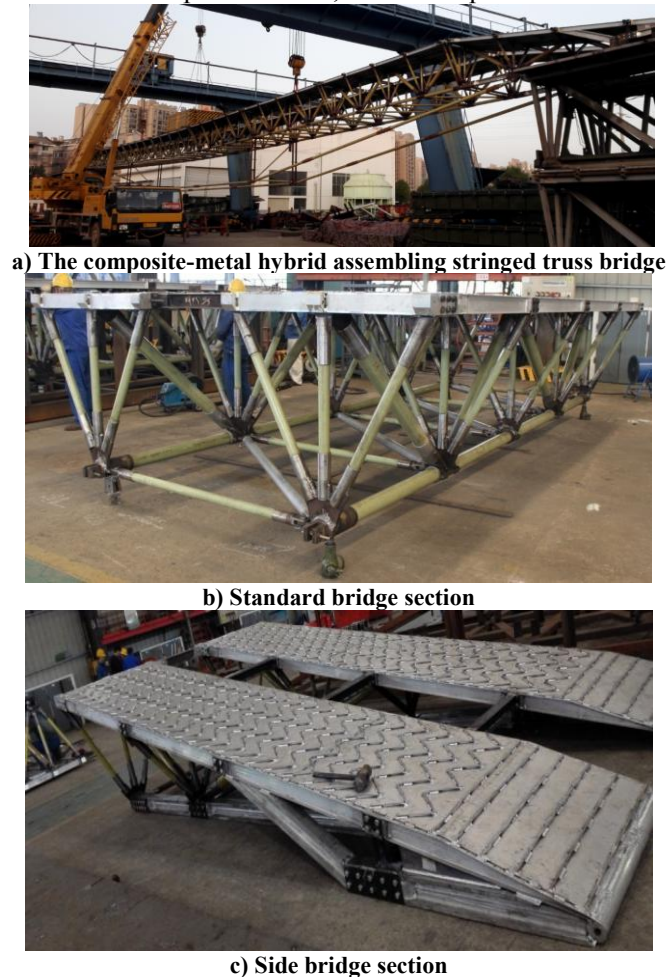 a) The composite-metal hybrid assembling stringed truss bridge
b) Standard bridge section
c) Side bridge section